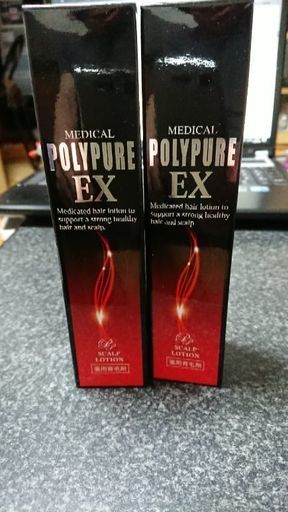 MEDICAL
POLYPURE
EX
Medicated hair lotion to
support a strong healthy
hair and scalp.
SCALP
LOTION
薬用育毛剤
MEDICAL
POLYPURE
EX
Medicated hair lotion to
support a strong healthy
hair and scalp.
SCALP
LOTION
薬用育毛剤